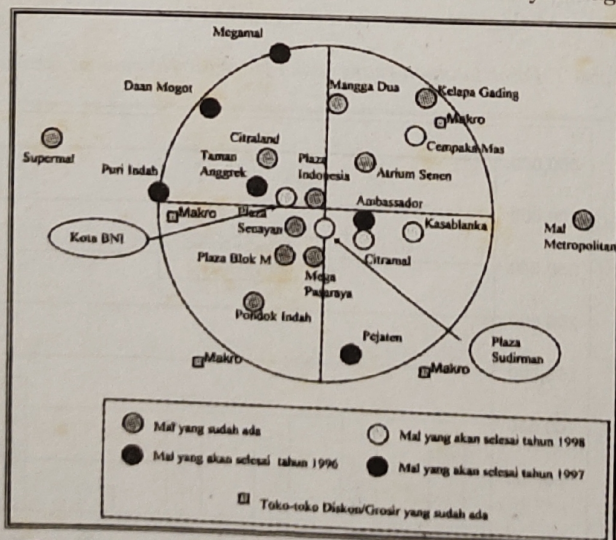 Megamal
Daan Mogot
Mangga Dua
Kelapa Gading
Makro
Cempaka Mas
Supermal
Citraland
Taman
Anggrek
Plaza
Indonesia
Atrium Senen
Puri Indah
Makro
Plaza
Senayan
Ambassador
Kasablanka
Mal
Metropolitan
Kota BNI
Plaza Blok M
Mega
Pasaraya
Citramal
Pondok Indah
Plaza
Sudirman
Pejaten
Makro
Makro
Mal yang sudah ada
Mal yang akan selesai tahun 1998
Mal yang akan selesai tahun 1996
Mal yang akan selesai tahun 1997
Toko-toko Diskon/Grosir yang sudah ada